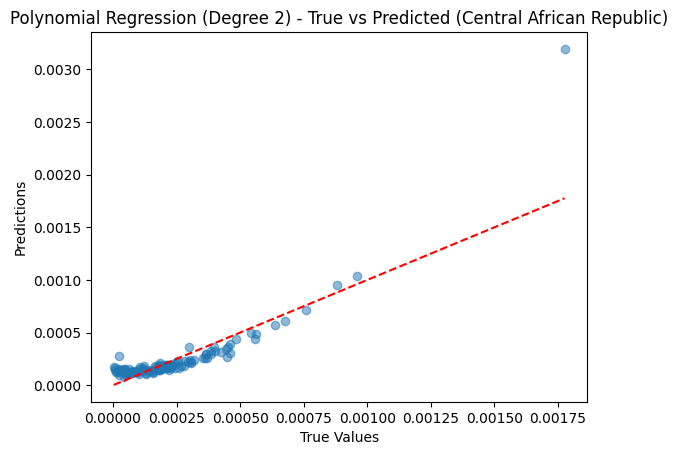 Polynomial Regression (Degree 2) - True vs Predicted (Central African Republic)
0.0030
0.0025
0.0020
0.0015
0.0010
0.0005
0.0000
Predictions
0.00000 0.00025 0.00050 0.00075 0.00100 0.00125 0.00150 0.00175
True Values